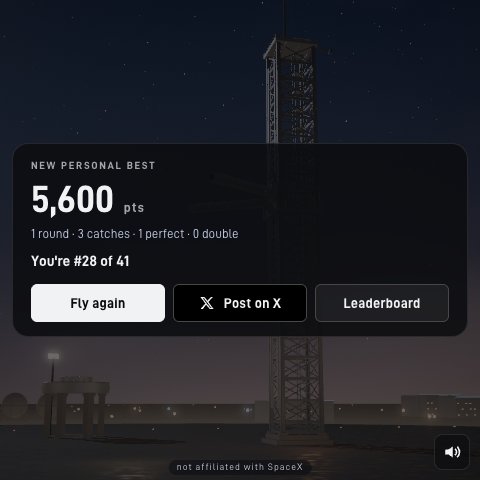 NEW PERSONAL BEST
5,600 pts
1 round · 3 catches · 1 perfect · 0 double
You're #28 of 41
Fly again
Post on X
Leaderboard
not affiliated with SpaceX